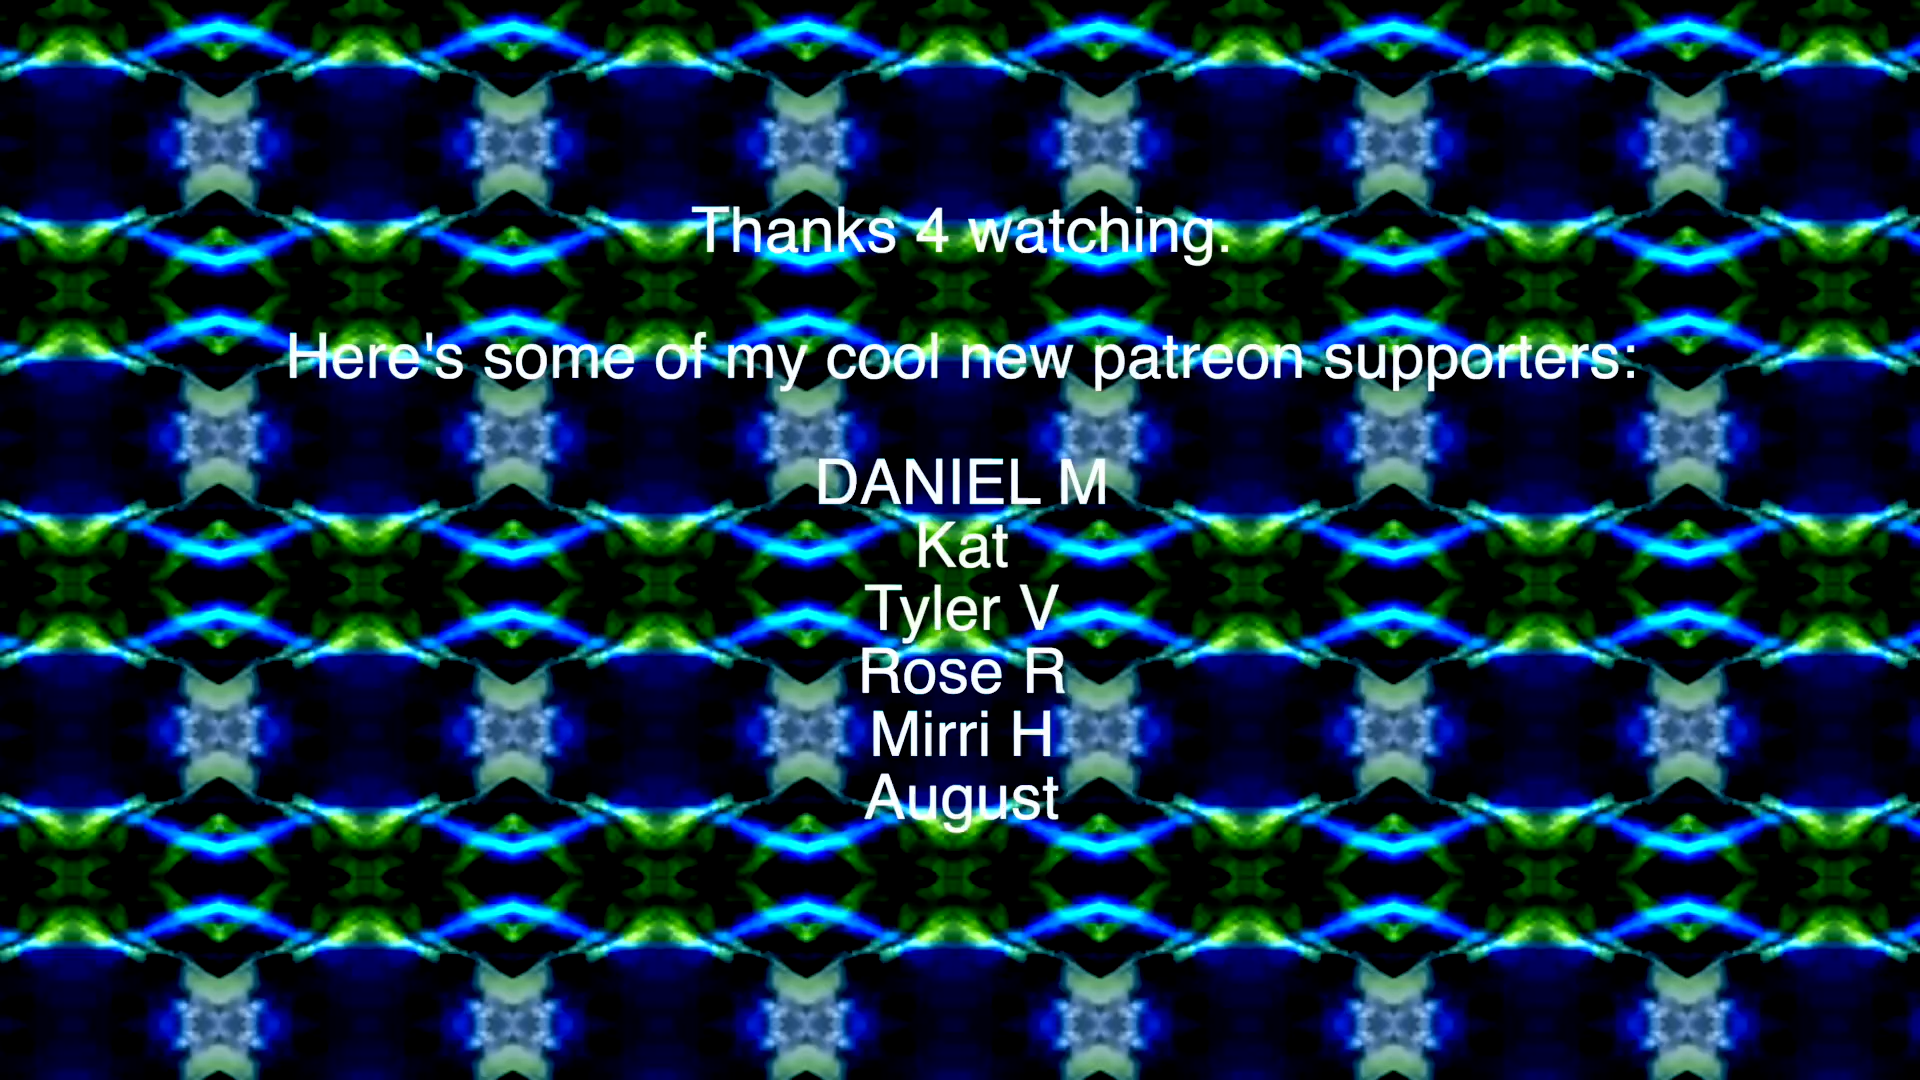 Thanks 4 watching.
Here's some of my cool new patreon supporters:
DANIEL M
Kat
Tyler V
Rose R
Mirri H
August